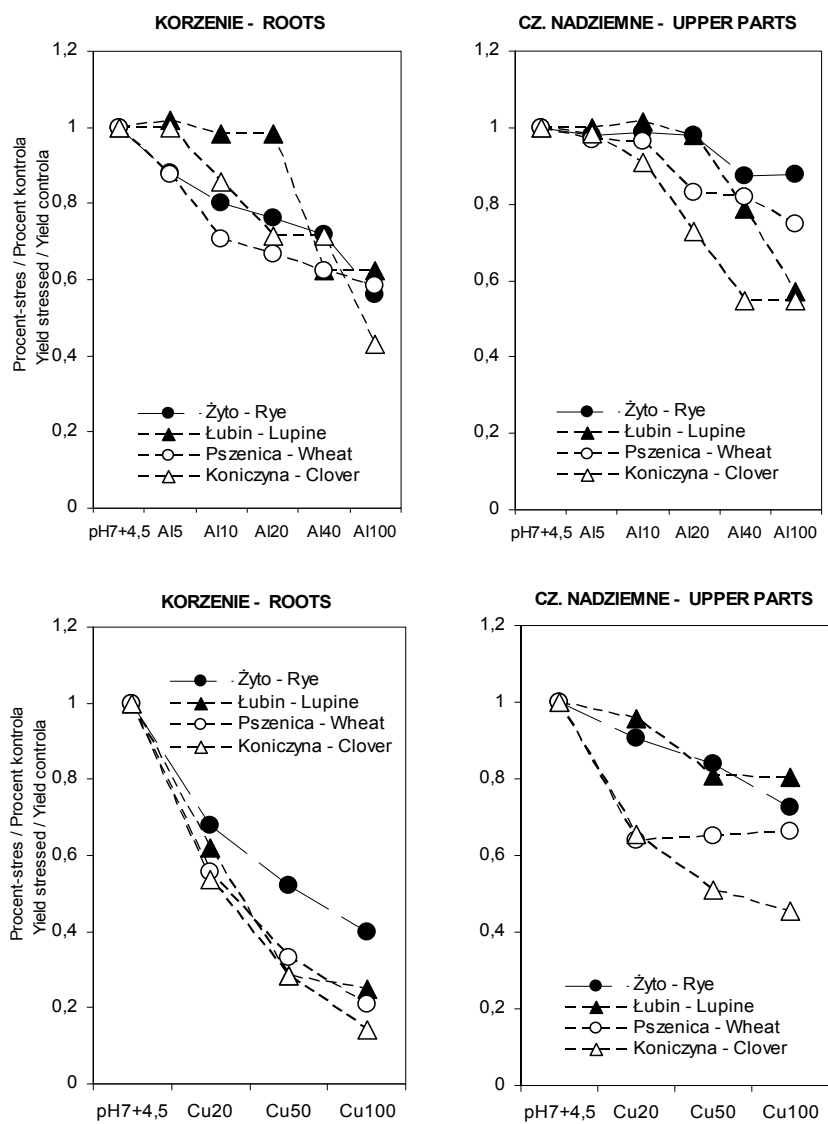 KORZENIE - ROOTS
Procent-stres / Procent kontrola
Yield stressed / Yield controla
1,2
1
0,8
0,6
0,4
0,2
0
Żyto - Rye
Łubin - Lupine
Pszenica - Wheat
Koniczyna - Clover
pH7+4,5 Al5 Al10 Al20 Al40 Al100
CZ. NADZIEMNE - UPPER PARTS
1,2
1
0,8
0,6
0,4
0,2
0
Żyto - Rye
Łubin - Lupine
Pszenica - Wheat
Koniczyna - Clover
pH7+4,5 Al5 Al10 Al20 Al40 Al100
KORZENIE - ROOTS
Procent-stres / Procent kontrola
Yield stressed / Yield controla
1,2
1
0,8
0,6
0,4
0,2
0
Żyto - Rye
Łubin - Lupine
Pszenica - Wheat
Koniczyna - Clover
pH7+4,5 Cu20 Cu50 Cu100
CZ. NADZIEMNE - UPPER PARTS
1,2
1
0,8
0,6
0,4
0,2
0
Żyto - Rye
Łubin - Lupine
Pszenica - Wheat
Koniczyna - Clover
pH7+4,5 Cu20 Cu50 Cu100